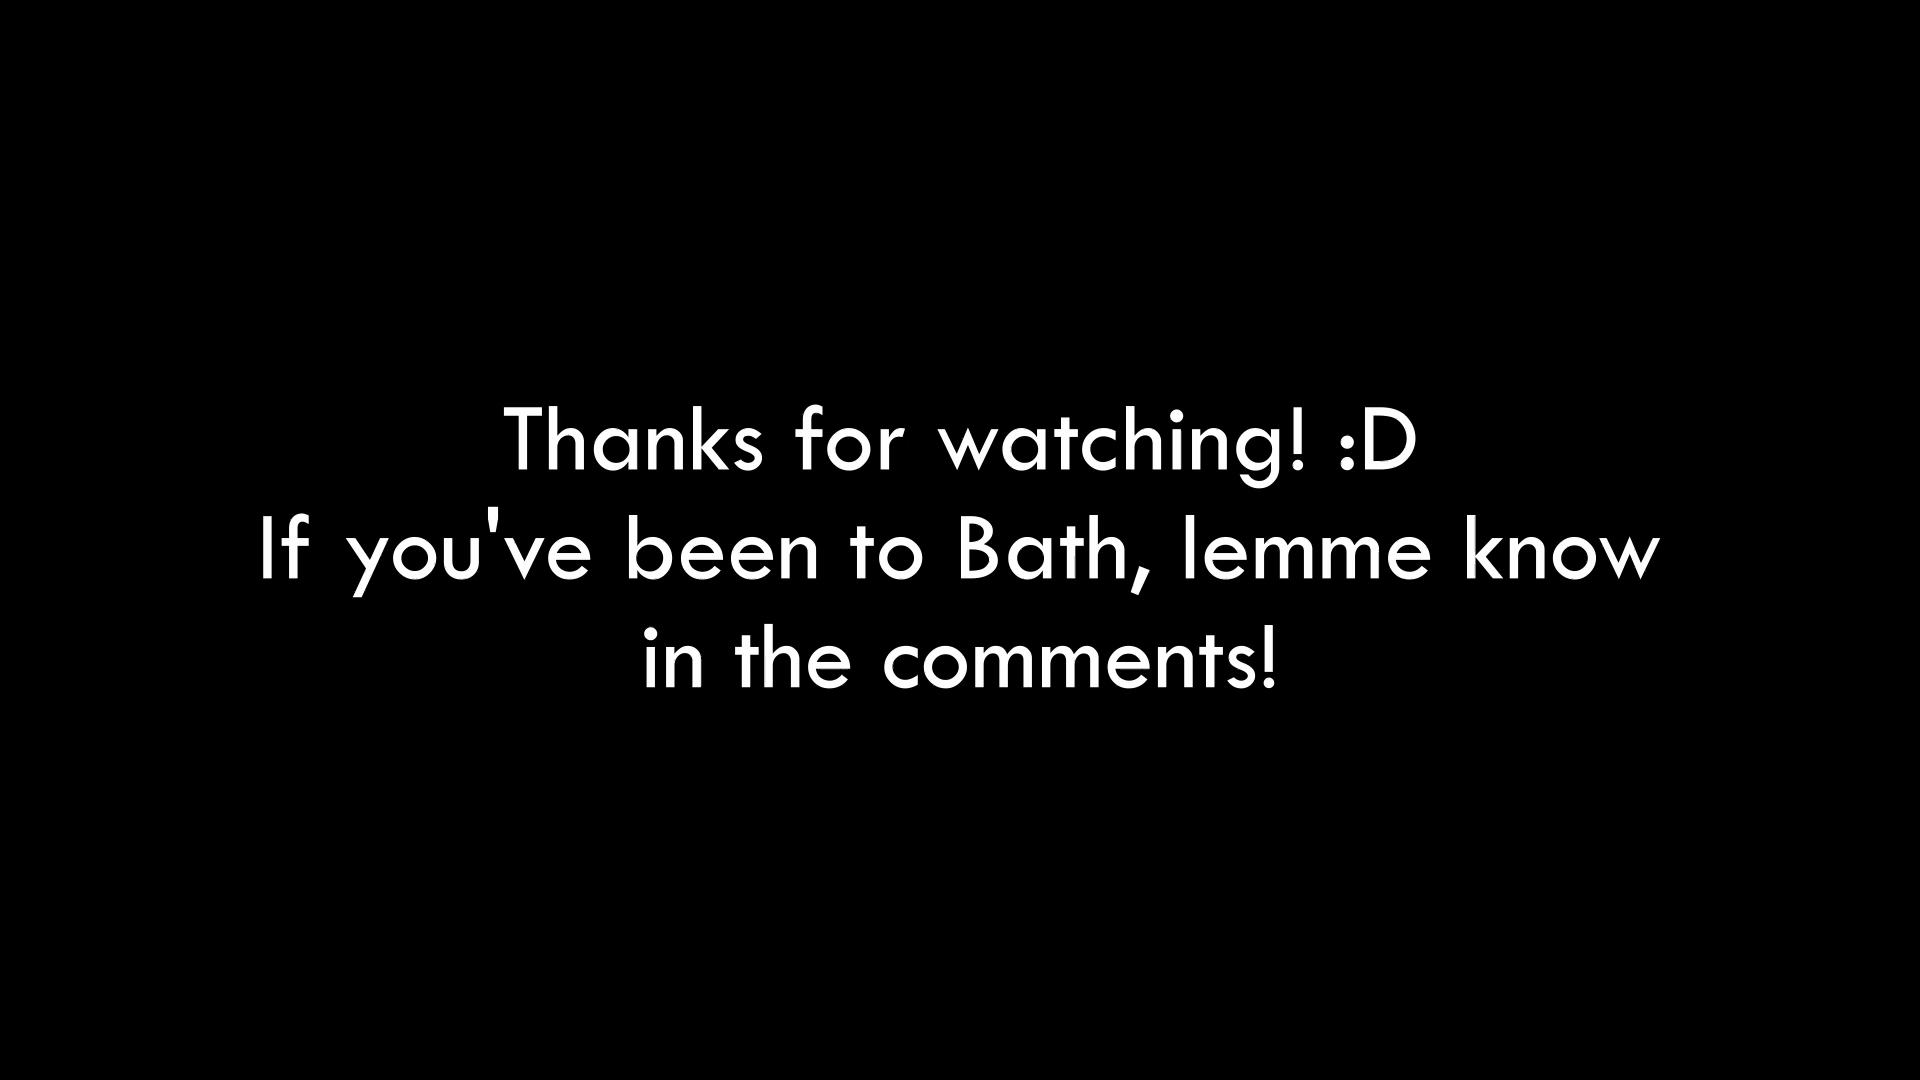 Thanks for watching! :D
If you've been to Bath, lemme know
in the comments!